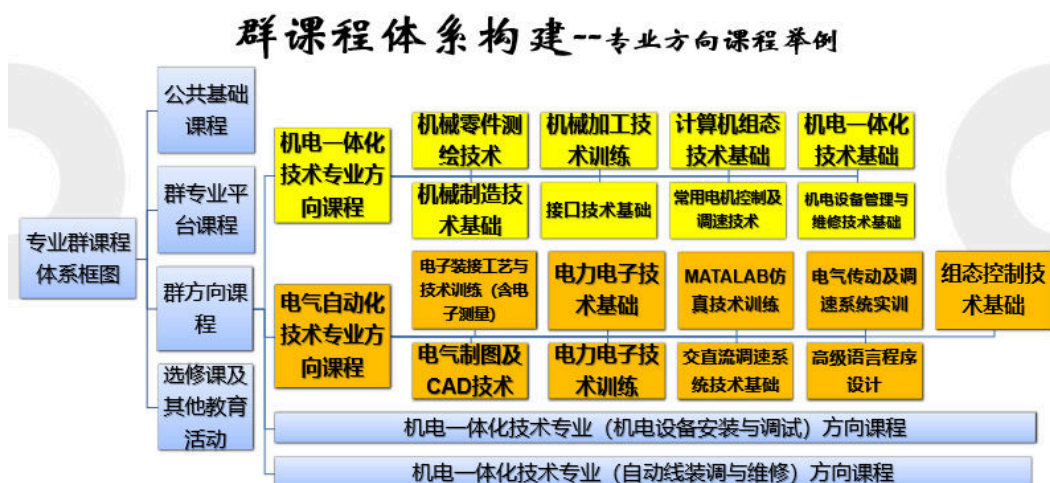 群课程体系构建--专业方向课程举例
专业群课程
体系框图
公共基础
课程
群专业平
台课程
群方向课
程
选修课及
其他教育
活动
机电一体化
技术专业方
向课程
机械零件测
绘技术
机械加工技
术训练
计算机组态
技术基础
机电一体化
技术基础
机械制造技
术基础
接口技术基础
常用电机控制及
调速技术
机电设备管理与
维修技术基础
电气自动化
技术专业方
向课程
电子装接工艺与
技术训练（含电
子测量）
电力电子技
术基础
MATALAB仿
真技术训练
电气传动及调
速系统实训
组态控制技
术基础
电气制图及
CAD技术
电力电子技
术训练
交直流调速系
统技术基础
高级语言程序
设计
机电一体化技术专业（机电设备安装与调试）方向课程
机电一体化技术专业（自动线装调与维修）方向课程